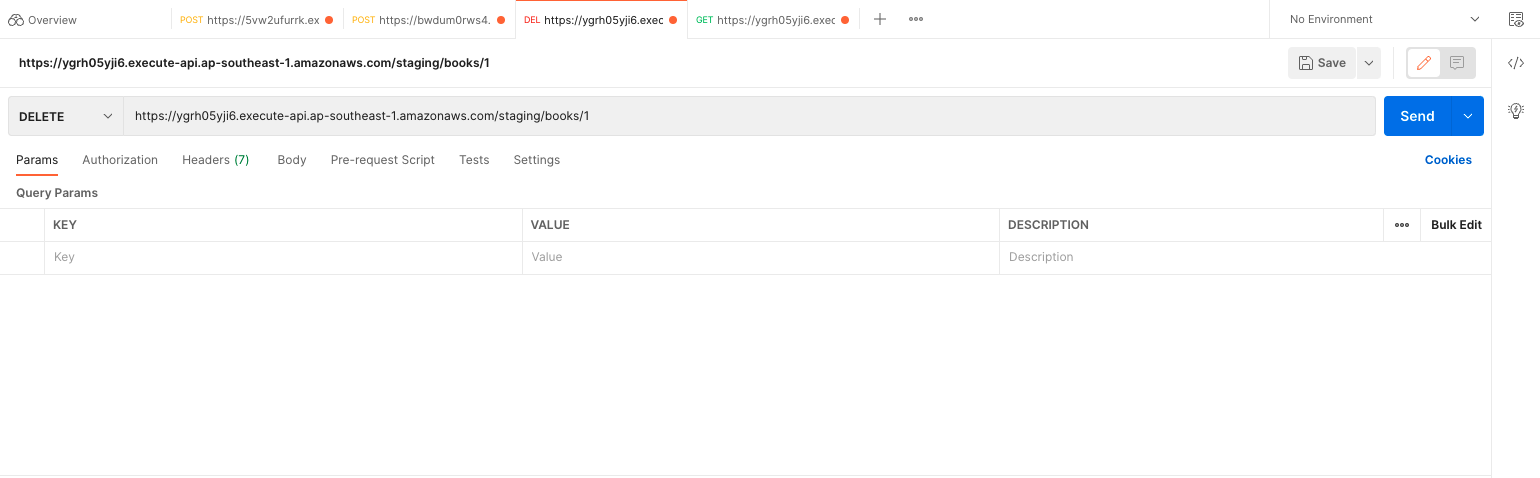 Overview POST https://5vw2ufurrk.ex POST https://bwdum0rws4. DEL https://ygrh05yji6.exec GET https://ygrh05yji6.exec No Environment
https://ygrh05yji6.execute-api.ap-southeast-1.amazonaws.com/staging/books/1 Save
DELETE https://ygrh05yji6.execute-api.ap-southeast-1.amazonaws.com/staging/books/1 Send
Params Authorization Headers (7) Body Pre-request Script Tests Settings Cookies
Query Params
KEY VALUE DESCRIPTION Bulk Edit
Key Value Description